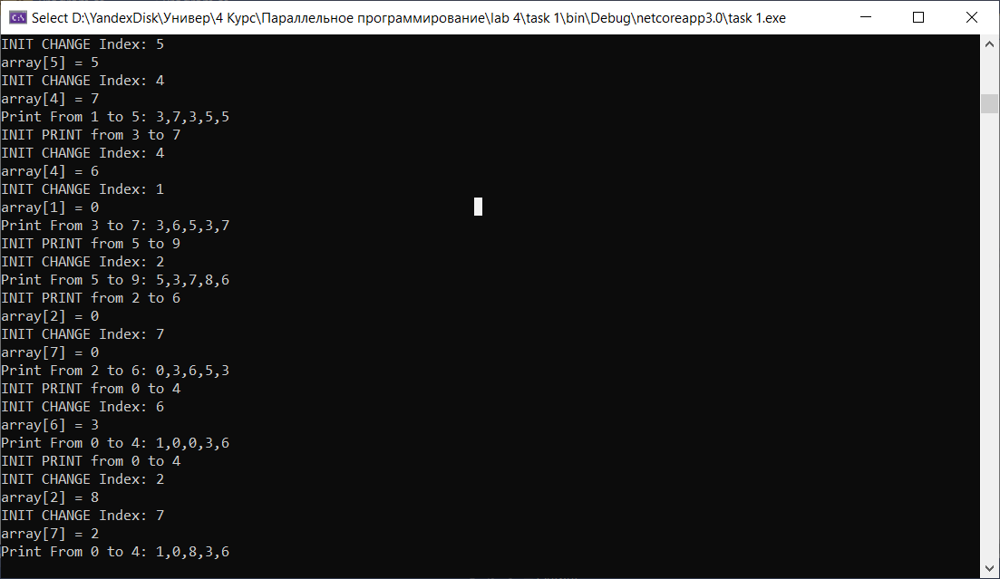 Select D:\YandexDisk\Универ\4 Курс\Параллельное программирование\lab 4\task 1\bin\Debug\netcoreapp3.0\task 1.exe
INIT CHANGE Index: 5
array[5] = 5
INIT CHANGE Index: 4
array[4] = 7
Print From 1 to 5: 3,7,3,5,5
INIT PRINT from 3 to 7
INIT CHANGE Index: 4
array[4] = 6
INIT CHANGE Index: 1
array[1] = 0
Print From 3 to 7: 3,6,5,3,7
INIT PRINT from 5 to 9
INIT CHANGE Index: 2
Print From 5 to 9: 5,3,7,8,6
INIT PRINT from 2 to 6
array[2] = 0
INIT CHANGE Index: 7
array[7] = 0
Print From 2 to 6: 0,3,6,5,3
INIT PRINT from 0 to 4
INIT CHANGE Index: 6
array[6] = 3
Print From 0 to 4: 1,0,0,3,6
INIT PRINT from 0 to 4
INIT CHANGE Index: 2
array[2] = 8
INIT CHANGE Index: 7
array[7] = 2
Print From 0 to 4: 1,0,8,3,6